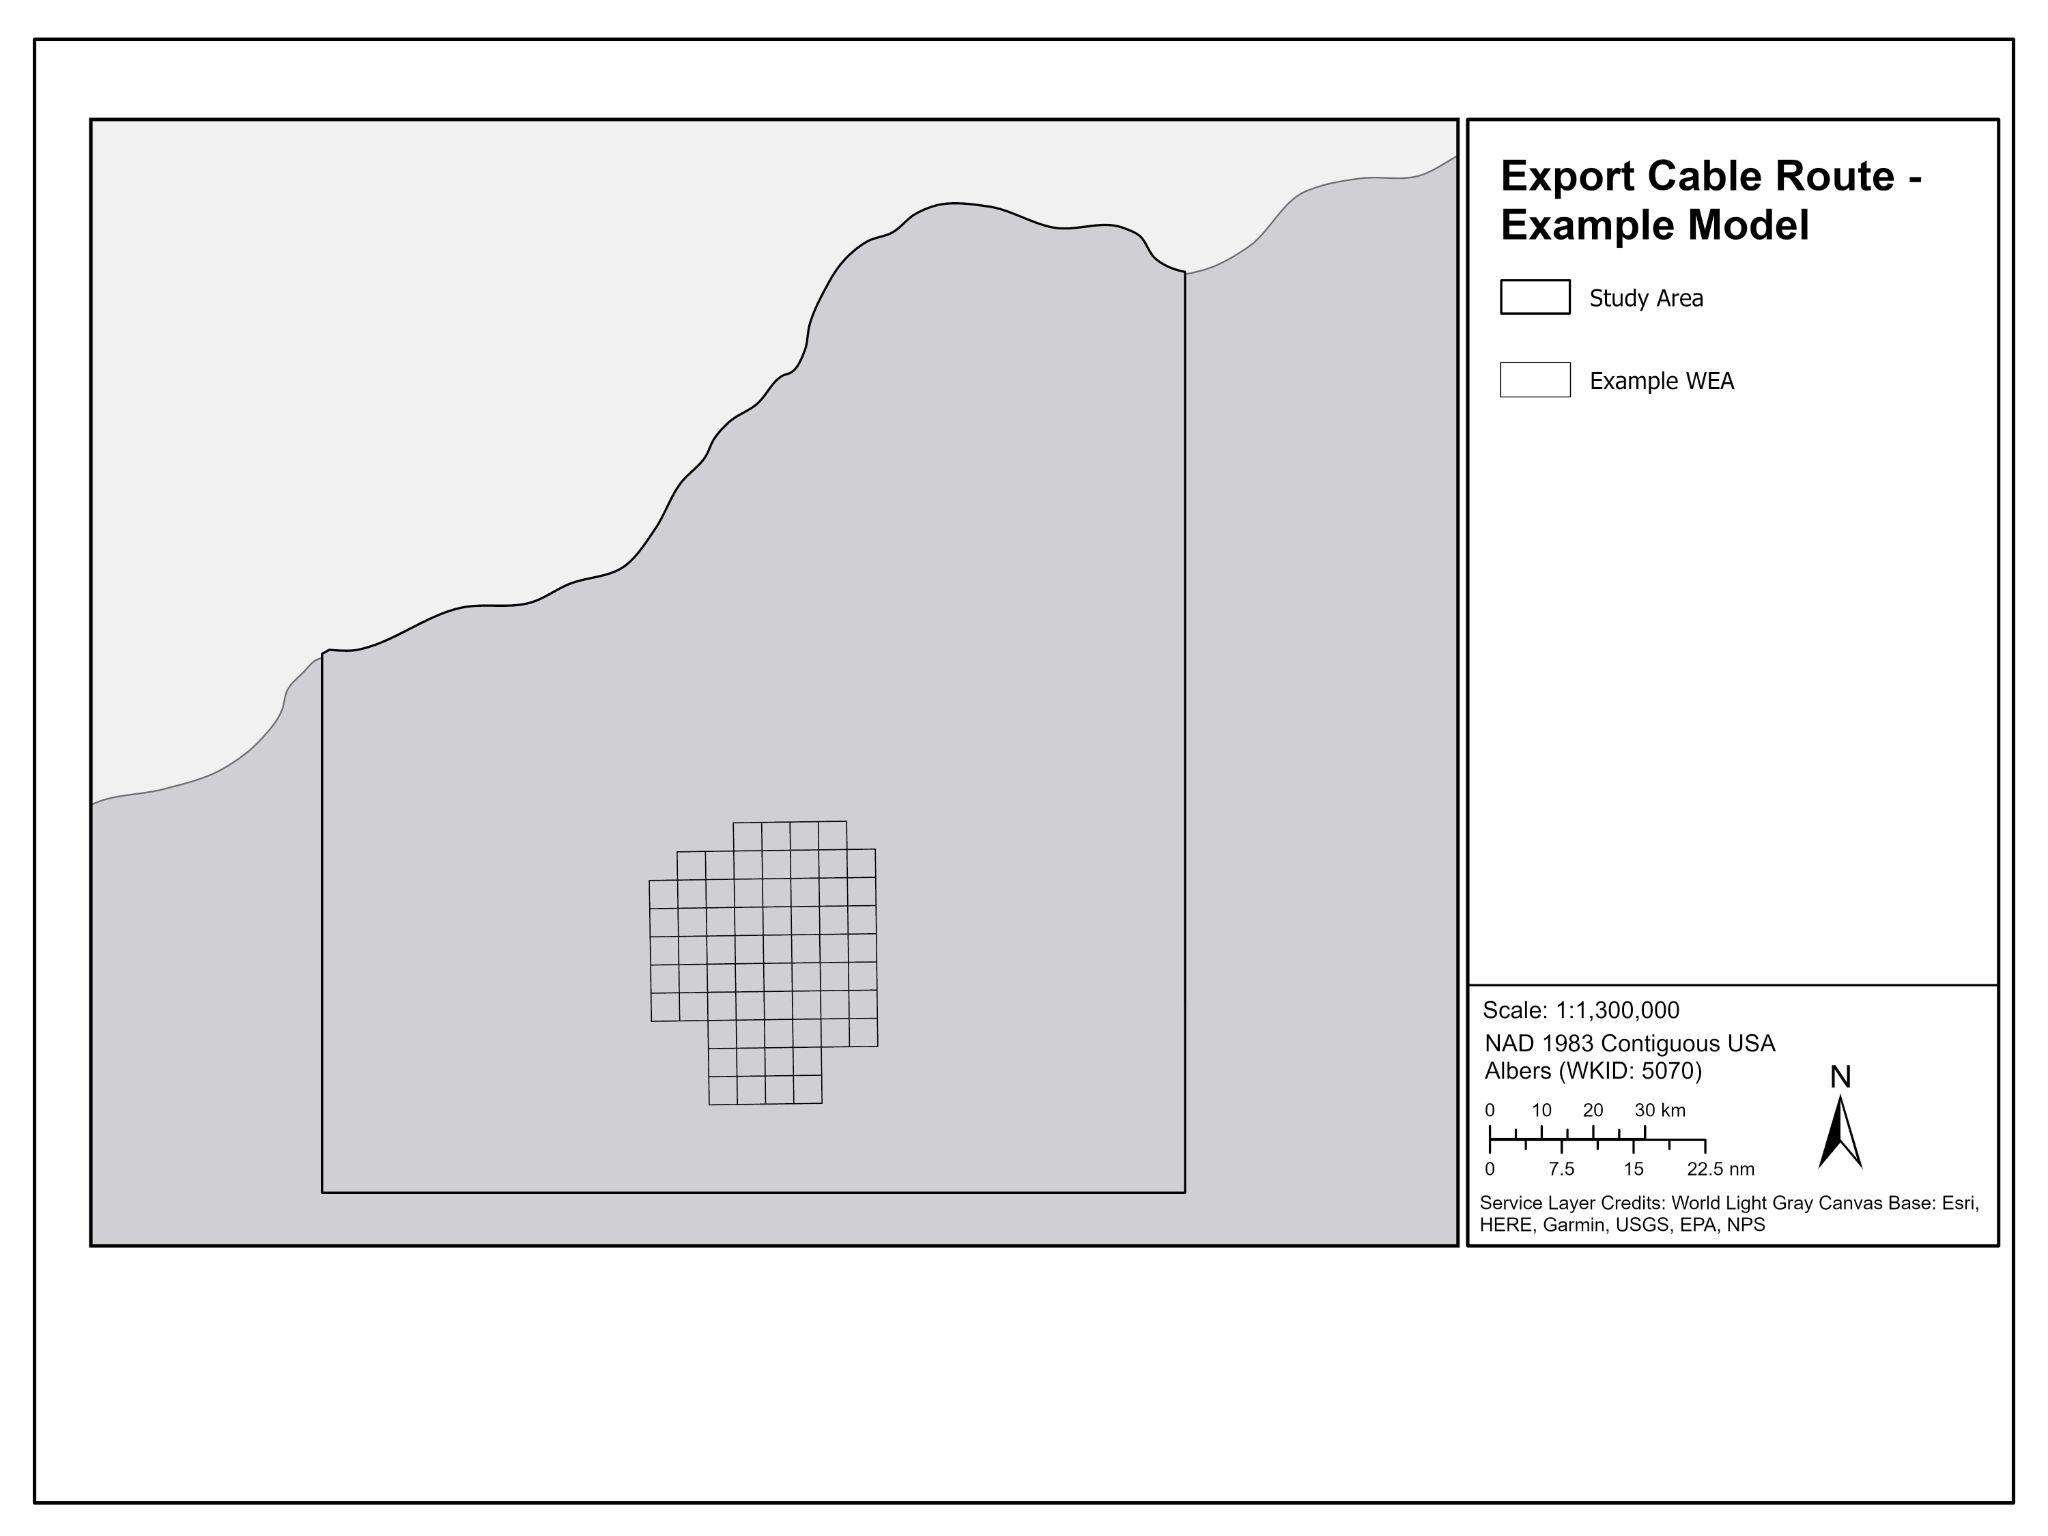 Export Cable Route -
Example Model
Study Area
Example WEA
Scale: 1:1,300,000
NAD 1983 Contiguous USA
Albers (WKID: 5070)
N
0 10 20 30 km
0 7.5 15 22.5 nm
Service Layer Credits: World Light Gray Canvas Base: Esri,
HERE, Garmin, USGS, EPA, NPS